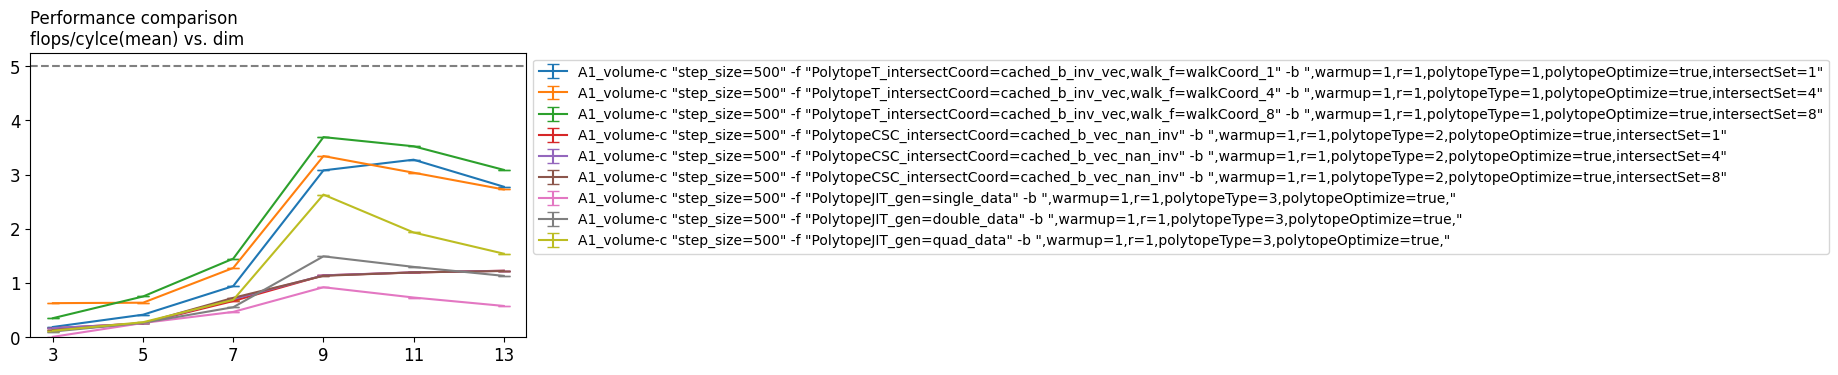 Performance comparison
flops/cylce(mean) vs. dim
5
4
3
2
1
0
3 5 7 9 11 13
A1_volume-c "step_size=500" -f "PolytopeT_intersectCoord=cached_b_inv_vec,walk_f=walkCoord_1" -b ",warmup=1,r=1,polytopeType=1,polytopeOptimize=true,intersectSet=1"
A1_volume-c "step_size=500" -f "PolytopeT_intersectCoord=cached_b_inv_vec,walk_f=walkCoord_4" -b ",warmup=1,r=1,polytopeType=1,polytopeOptimize=true,intersectSet=4"
A1_volume-c "step_size=500" -f "PolytopeT_intersectCoord=cached_b_inv_vec,walk_f=walkCoord_8" -b ",warmup=1,r=1,polytopeType=1,polytopeOptimize=true,intersectSet=8"
A1_volume-c "step_size=500" -f "PolytopeCSC_intersectCoord=cached_b_vec_nan_inv" -b ",warmup=1,r=1,polytopeType=2,polytopeOptimize=true,intersectSet=1"
A1_volume-c "step_size=500" -f "PolytopeCSC_intersectCoord=cached_b_vec_nan_inv" -b ",warmup=1,r=1,polytopeType=2,polytopeOptimize=true,intersectSet=4"
A1_volume-c "step_size=500" -f "PolytopeCSC_intersectCoord=cached_b_vec_nan_inv" -b ",warmup=1,r=1,polytopeType=2,polytopeOptimize=true,intersectSet=8"
A1_volume-c "step_size=500" -f "PolytopeJIT_gen=single_data" -b ",warmup=1,r=1,polytopeType=3,polytopeOptimize=true,"
A1_volume-c "step_size=500" -f "PolytopeJIT_gen=double_data" -b ",warmup=1,r=1,polytopeType=3,polytopeOptimize=true,"
A1_volume-c "step_size=500" -f "PolytopeJIT_gen=quad_data" -b ",warmup=1,r=1,polytopeType=3,polytopeOptimize=true,"